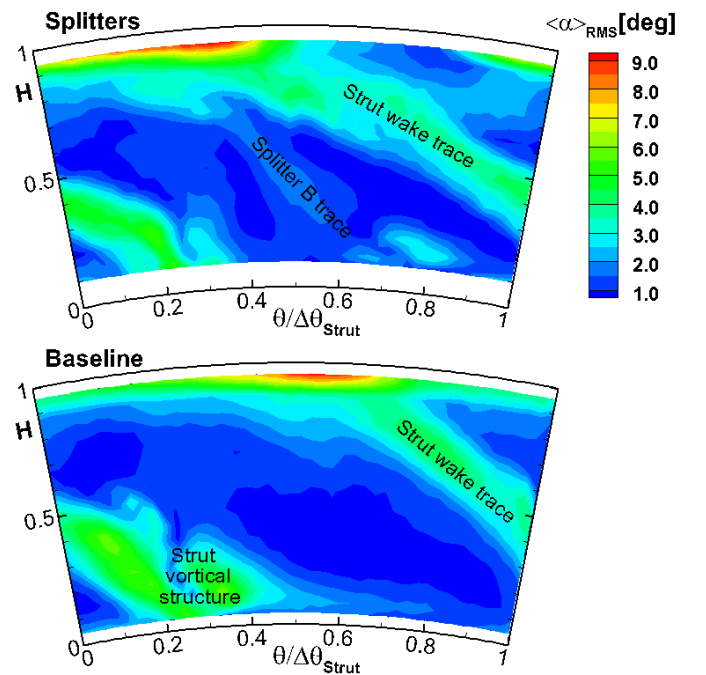 Splitters
<α>RMS[deg]
1
H
0.5
0
0
0.2
0.4
0.6
0.8
1
θ/ΔθStrut
Strut wake trace
Splitter B trace
9.0
8.0
7.0
6.0
5.0
4.0
3.0
2.0
1.0
Baseline
1
H
0.5
0
0
0.2
0.4
0.6
0.8
1
θ/ΔθStrut
Strut wake trace
Strut
vortical
structure